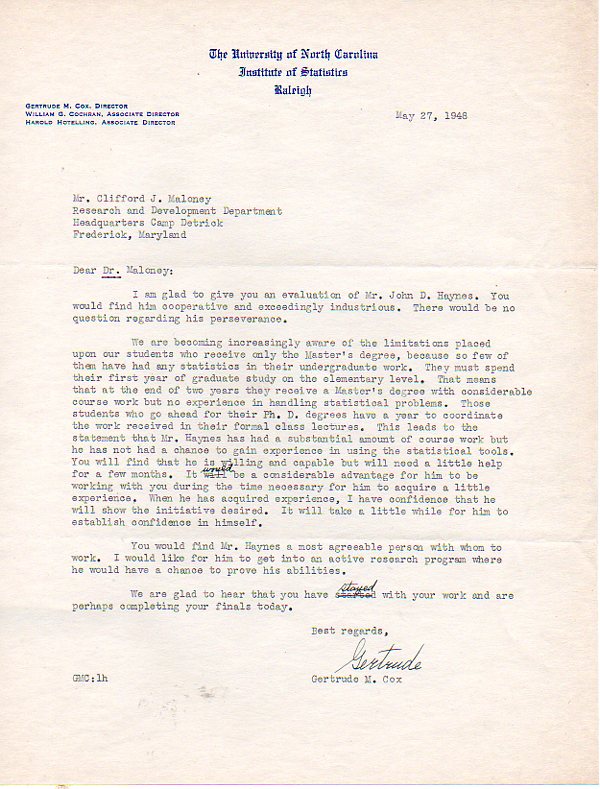 The University of North Carolina
Institute of Statistics
Raleigh
GERTRUDE M. COX, DIRECTOR
WILLIAM G. COCHRAN, ASSOCIATE DIRECTOR
HAROLD HOTELLING, ASSOCIATE DIRECTOR
May 27, 1948
Mr. Clifford J. Maloney
Research and Development Department
Headquarters Camp Detrick
Frederick, Maryland
Dear Dr. Maloney:
I am glad to give you an evaluation of Mr. John D. Haynes. You
would find him cooperative and exceedingly industrious. There would be no
question regarding his perseverance.
We are becoming increasingly aware of the limitations placed
upon our students who receive only the Master's degree, because so few of
them have had any statistics in their undergraduate work. They must spend
their first year of graduate study on the elementary level. That means
that at the end of two years they receive a Master's degree with considerable
course work but no experience in handling statistical problems. Those
students who go ahead for their Ph. D. degrees have a year to coordinate
the work received in their formal class lectures. This leads to the
statement that Mr. Haynes has had a substantial amount of course work but
he has not had a chance to gain experience in using the statistical tools.
You will find that he is willing and capable but will need a little help
would
for a few months. It will be a considerable advantage for him to be
working with you during the time necessary for him to acquire a little
experience. When he has acquired experience, I have confidence that he
will show the initiative desired. It will take a little while for him to
establish confidence in himself.
You would find Mr. Haynes a most agreeable person with whom to
work. I would like for him to get into an active research program where
he would have a chance to prove his abilities.
stayed
We are glad to hear that you have started with your work and are
perhaps completing your finals today.
Best regards,
Gertrude
GMC:lh
Gertrude M. Cox